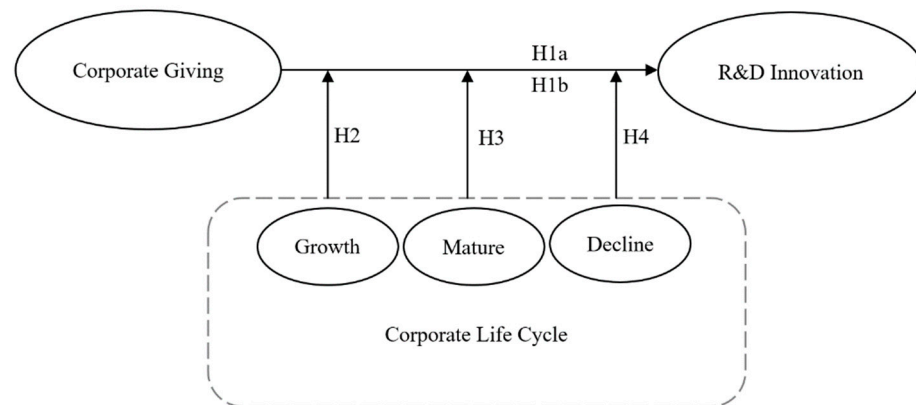 Corporate Giving
H1a
H1b
R&D Innovation
H2
H3
H4
Growth
Mature
Decline
Corporate Life Cycle